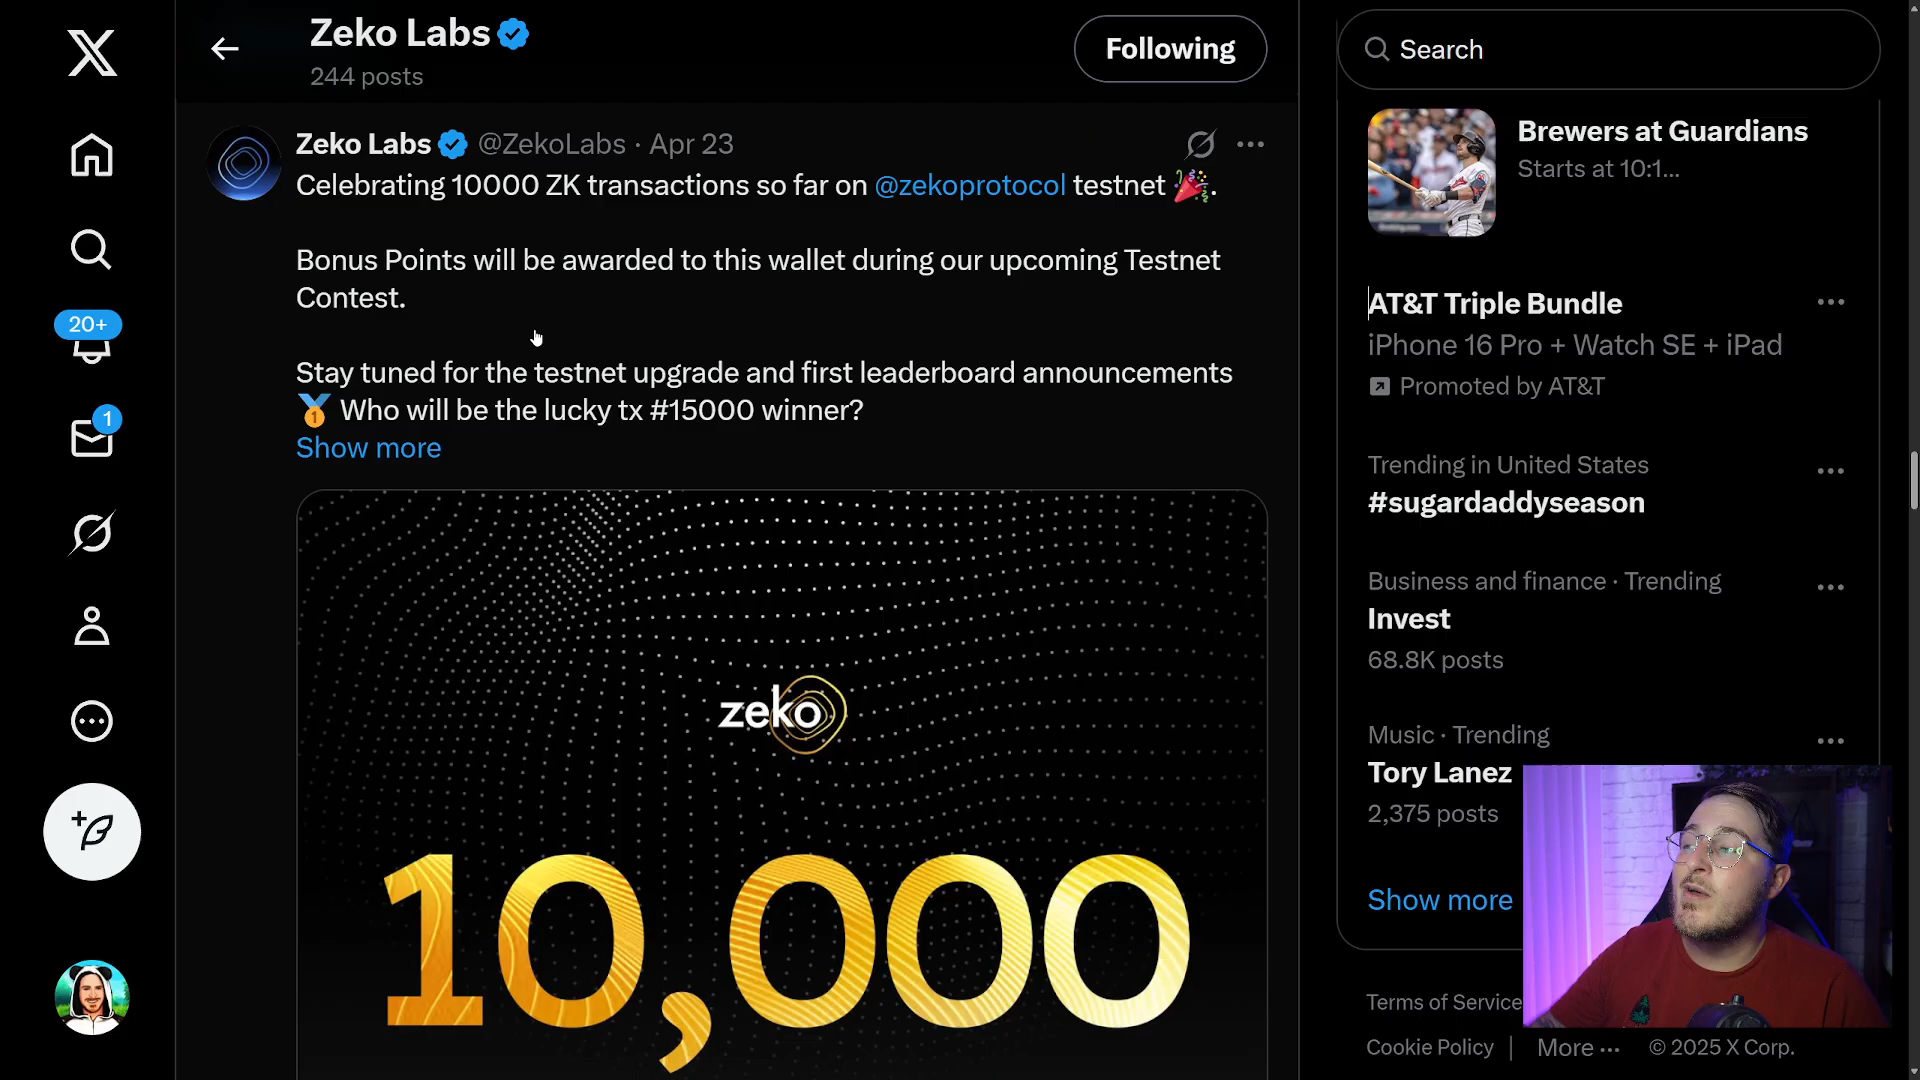 Zeko Labs
244 posts
Following
Search
Zeko Labs @ZekoLabs · Apr 23
Celebrating 10000 ZK transactions so far on @zekoprotocol testnet 🎉.
Bonus Points will be awarded to this wallet during our upcoming Testnet
Contest.
Stay tuned for the testnet upgrade and first leaderboard announcements
🥇 Who will be the lucky tx #15000 winner?
Show more
zeko
10,000
20+
1
Brewers at Guardians
Starts at 10:1...
AT&T Triple Bundle
iPhone 16 Pro + Watch SE + iPad
Promoted by AT&T
Trending in United States
#sugardaddyseason
Business and finance · Trending
Invest
68.8K posts
Music · Trending
Tory Lanez
2,375 posts
Show more
Terms of Service
Cookie Policy | More ··· © 2025 X Corp.